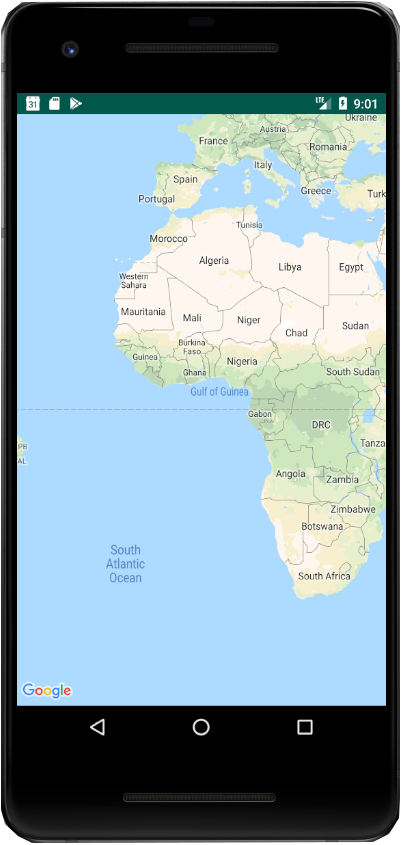 31
LTE
9:01
Ukraine
Austria
France
Romania
Italy
Spain
Greece
Turk
Portugal
Tunisia
Morocco
Algeria
Libya
Egypt
Western
Sahara
Mauritania
Mali
Niger
Chad
Sudan
Burkina
Faso
Guinea
Nigeria
Ghana
South Sudan
Gulf of Guinea
Gabon
DRC
PB
AL
Tanza
Angola
Zambia
Zimbabwe
Botswana
South
Atlantic
Ocean
South Africa
Google